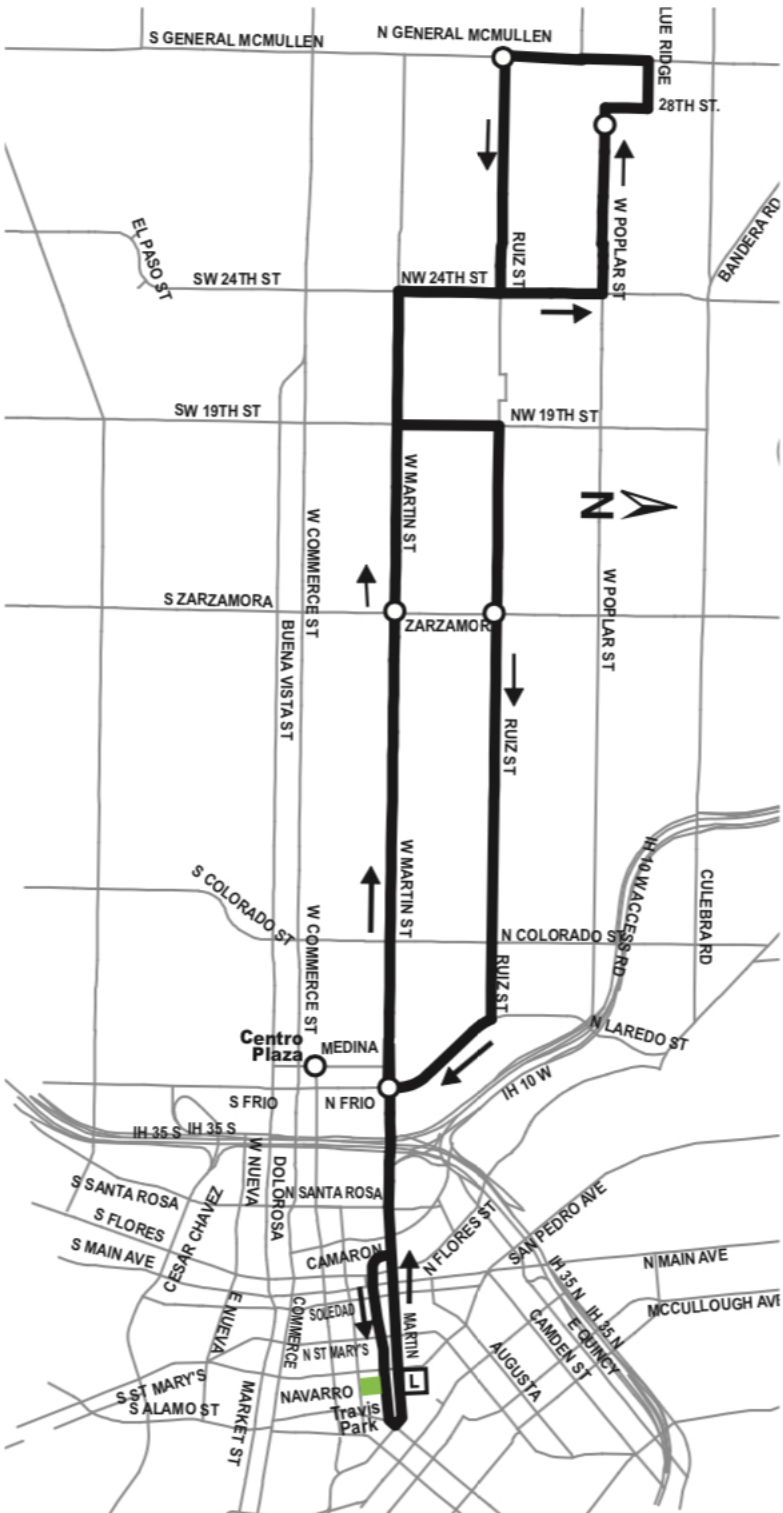 S GENERAL MCMULLEN
N GENERAL MCMULLEN
LUE RIDGE
28TH ST.
EL PASO ST
SW 24TH ST
NW 24TH ST
RUIZ ST
W POPLAR ST
BANDERA RD
SW 19TH ST
NW 19TH ST
W MARTIN ST
N
W COMMERCE ST
S ZARZAMORA
ZARZAMOR
W POPLAR ST
BUENA VISTA ST
RUIZ ST
S COLORADO ST
W COMMERCE ST
W MARTIN ST
N COLORADO ST
IH 10 W ACCESS RD
CULEBRA RD
RUIZ ST
N LAREDO ST
Centro
Plaza
MEDINA
S FRIO
N FRIO
IH 10 W
IH 35 S
IH 35 S
W NUEVA
DOLOROSA
S SANTA ROSA
N SANTA ROSA
S FLORES
CESAR CHAVEZ
N FLORES ST
SAN PEDRO AVE
S MAIN AVE
CAMARON
N MAIN AVE
IH 35 N
IH 35 N
MCCULLOUGH AVE
E NUEVA
COMMERCE
SOLEDAD
MARTIN
E QUINCY
CAMDEN ST
N ST MARY'S
AUGUSTA
L
S ST MARY'S
NAVARRO
S ALAMO ST
MARKET ST
Travis
Park